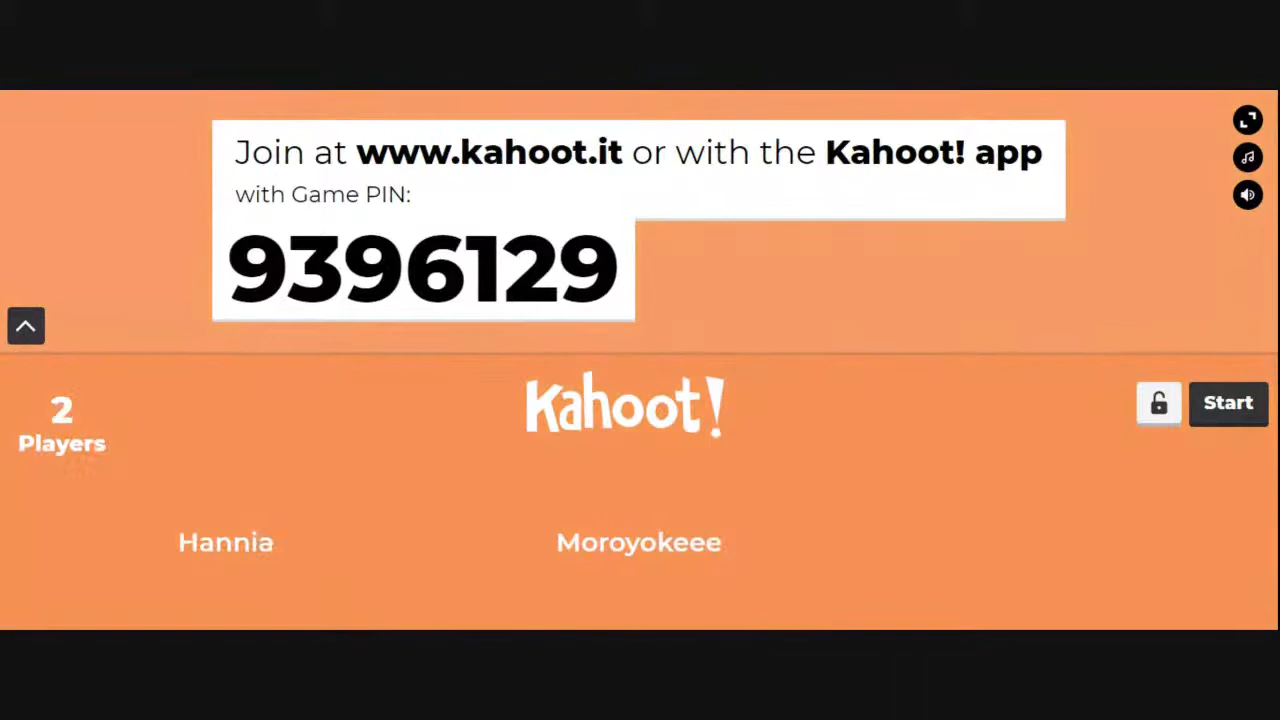 Join at www.kahoot.it or with the Kahoot! app
with Game PIN:
9396129
Kahoot!
2
Players
Start
Hannia
Moroyokeee